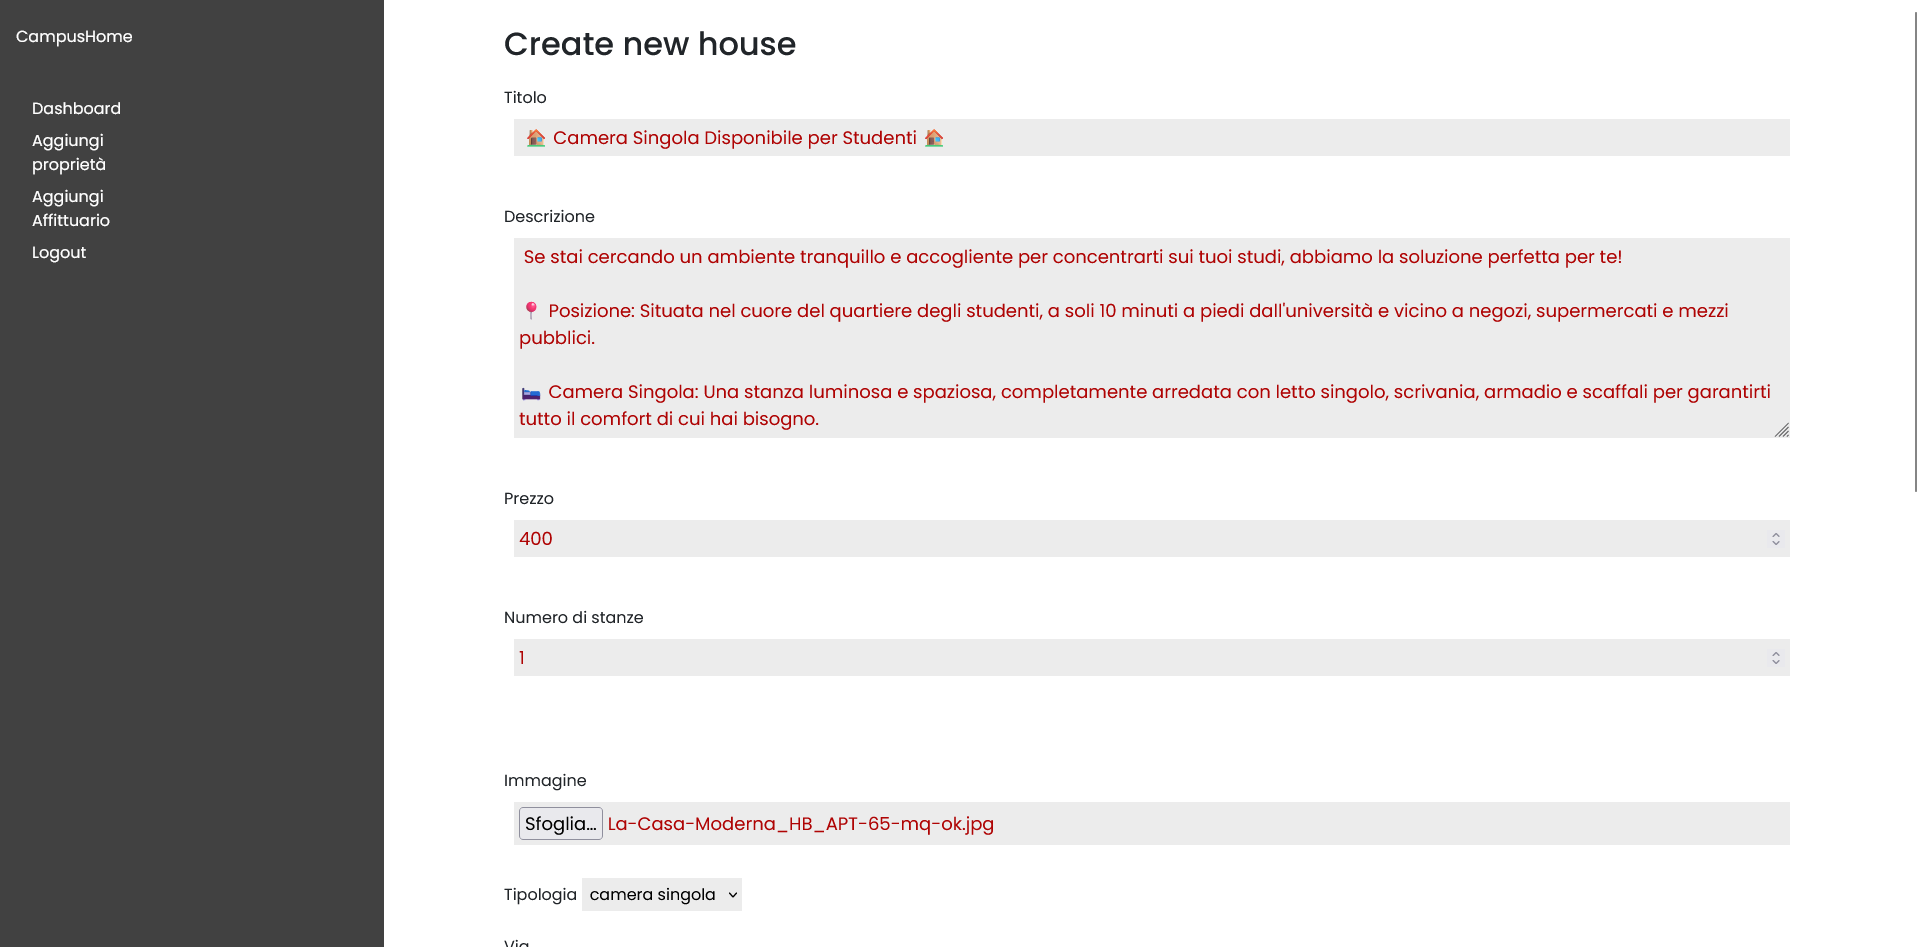 CampusHome
Dashboard
Aggiungi
proprietà
Aggiungi
Affittuario
Logout
Create new house
Titolo
🏠 Camera Singola Disponibile per Studenti 🏠
Descrizione
Se stai cercando un ambiente tranquillo e accogliente per concentrarti sui tuoi studi, abbiamo la soluzione perfetta per te!
📍 Posizione: Situata nel cuore del quartiere degli studenti, a soli 10 minuti a piedi dall'università e vicino a negozi, supermercati e mezzi
pubblici.
🛏️ Camera Singola: Una stanza luminosa e spaziosa, completamente arredata con letto singolo, scrivania, armadio e scaffali per garantirti
tutto il comfort di cui hai bisogno.
Prezzo
400
Numero di stanze
1
Immagine
Sfoglia... La-Casa-Moderna_HB_APT-65-mq-ok.jpg
Tipologia camera singola
Via